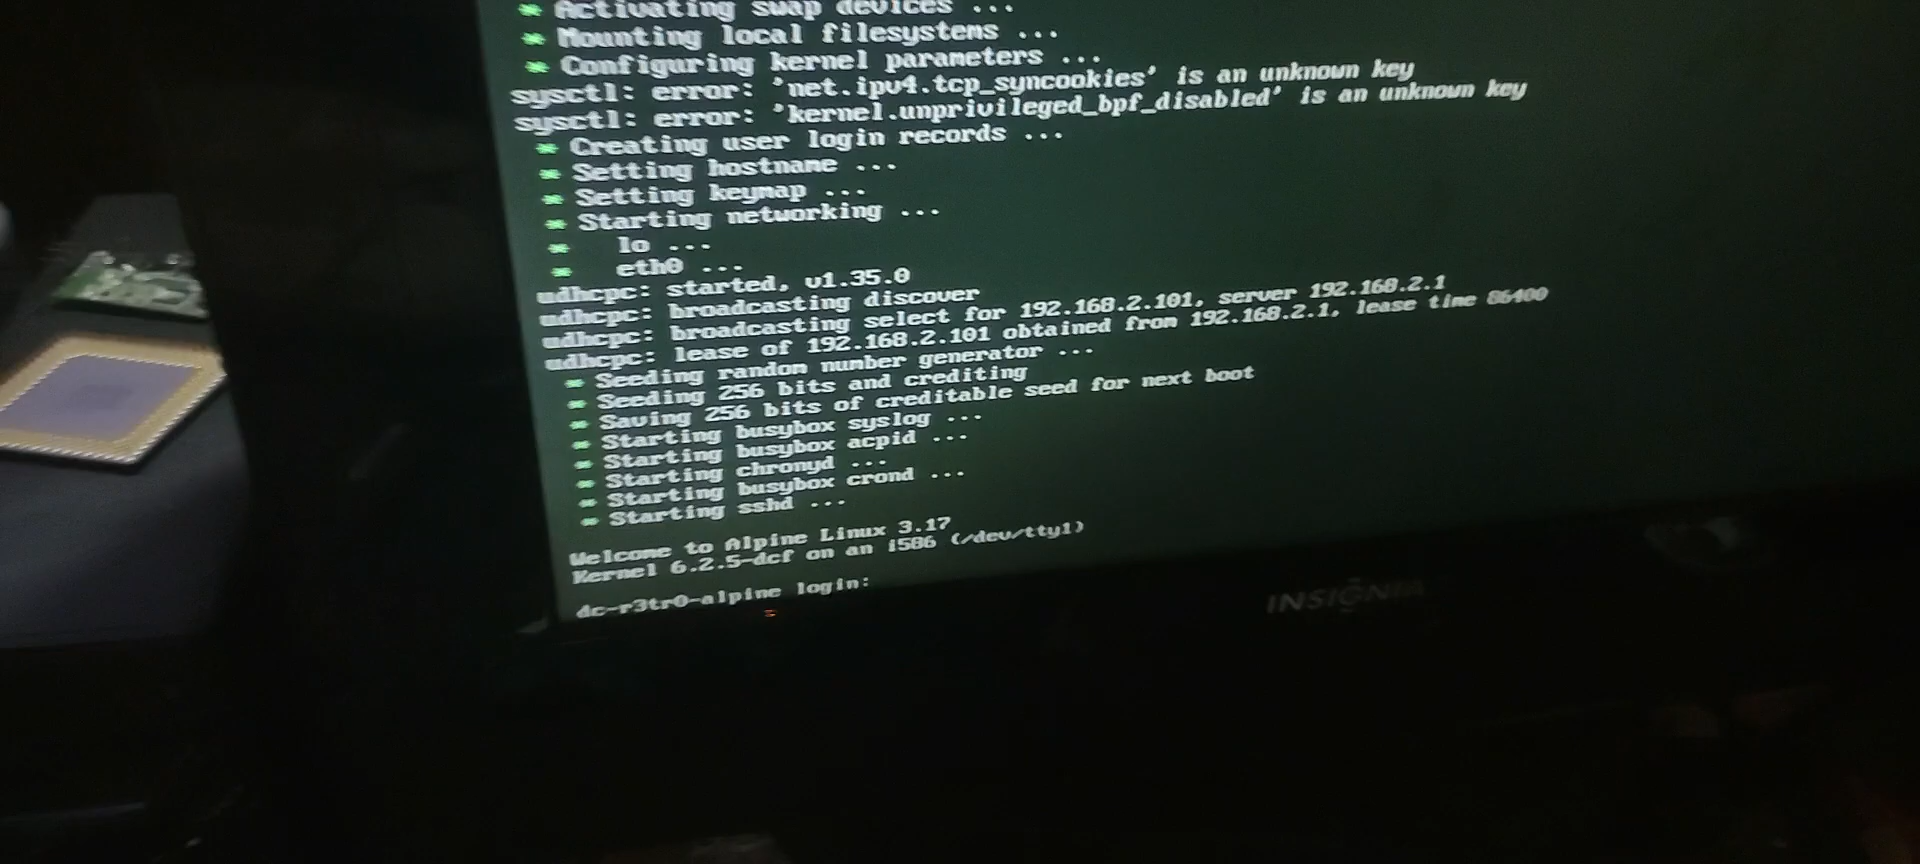 * Activating swap devices ...
* Mounting local filesystems ...
* Configuring kernel parameters ...
sysctl: error: 'net.ipv4.tcp_syncookies' is an unknown key
sysctl: error: 'kernel.unprivileged_bpf_disabled' is an unknown key
* Creating user login records ...
* Setting hostname ...
* Setting keymap ...
* Starting networking ...
*   lo ...
*   eth0 ...
udhcpc: started, v1.35.0
udhcpc: broadcasting discover
udhcpc: broadcasting select for 192.168.2.101, server 192.168.2.1
udhcpc: lease of 192.168.2.101 obtained from 192.168.2.1, lease time 86400
* Seeding random number generator ...
* Seeding 256 bits and crediting
* Saving 256 bits of creditable seed for next boot
* Starting busybox syslog ...
* Starting busybox acpid ...
* Starting chronyd ...
* Starting busybox crond ...
* Starting sshd ...
Welcome to Alpine Linux 3.17
Kernel 6.2.5-dcf on an i586 (/dev/tty1)
dc-r3tr0-alpine login:
INSIGNIA